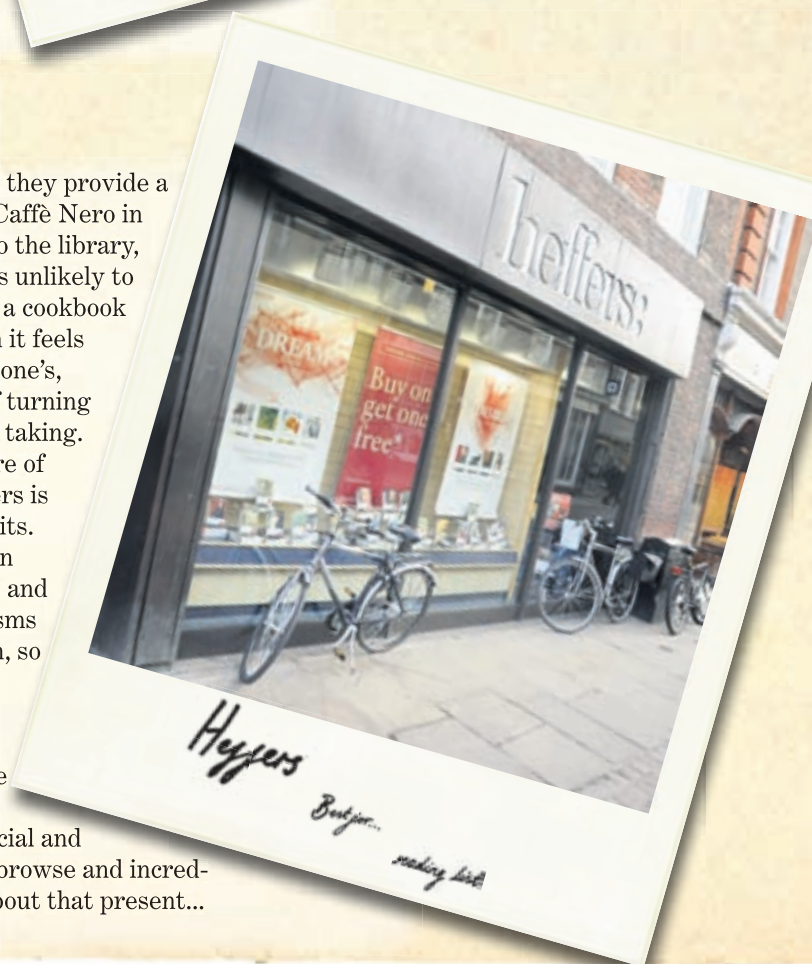 they provide a
Caffè Nero in
o the library,
s unlikely to
a cookbook
it feels
one's,
turning
taking.
re of
ers is
its.
n
and
sms
n, so
e
cial and
browse and incred-
bout that present...
heffers:
DREAM
Buy on
get one
free*
Heffers
Best for...
reading list!